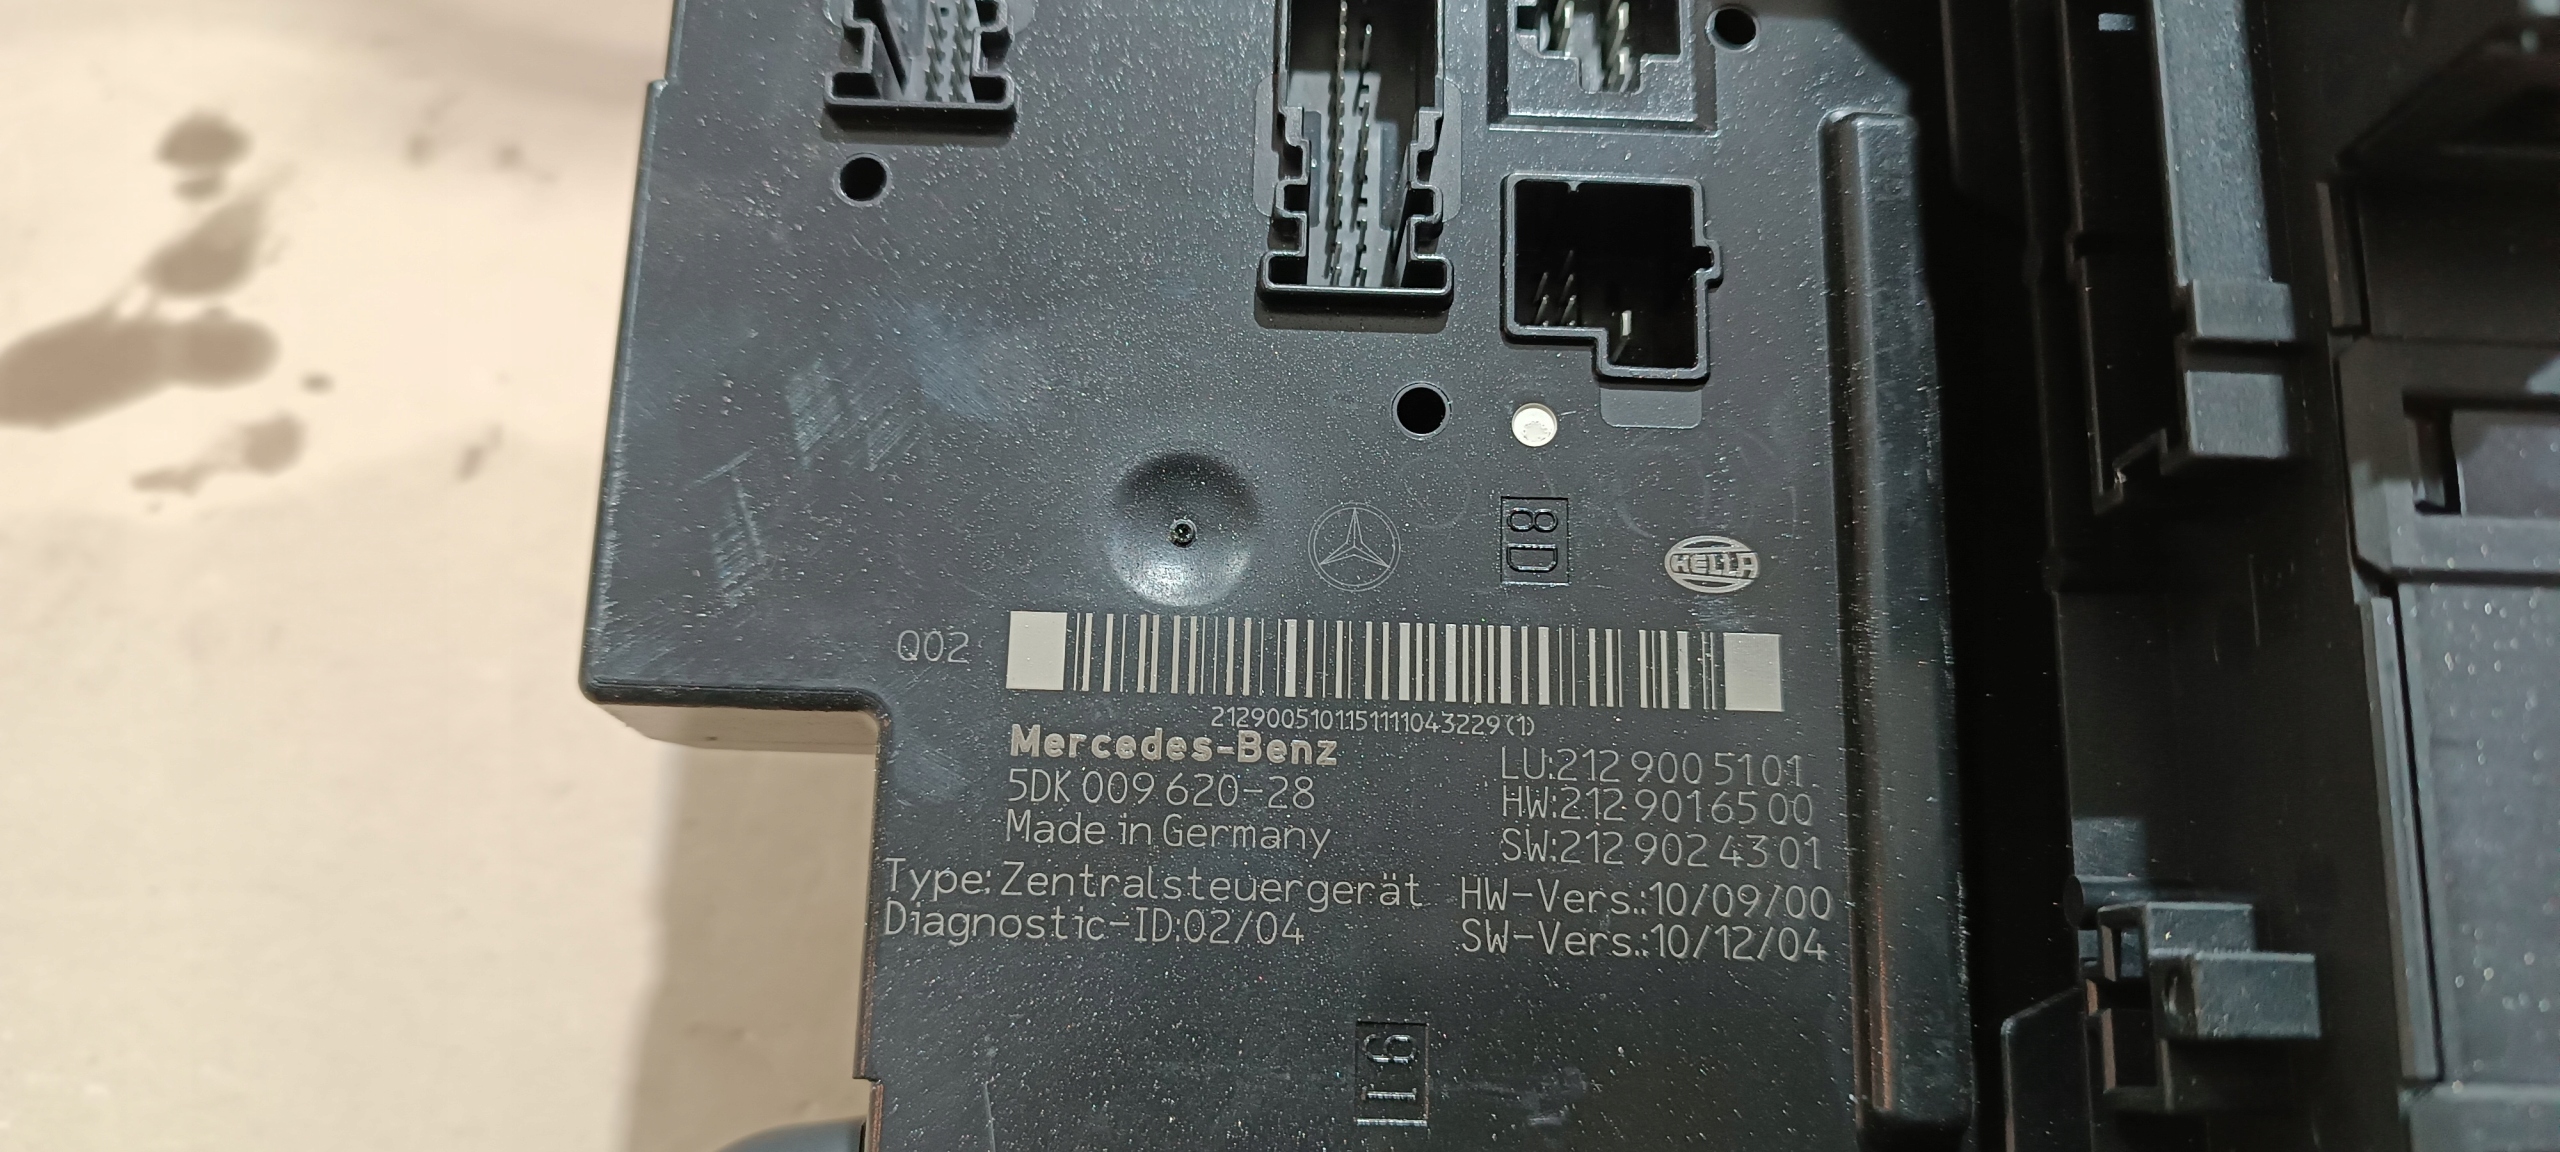 8D
HELLA
Q02
2129005101151111043229(1)
Mercedes-Benz
5DK 009 620-28
Made in Germany
Type: Zentralsteuergerät
Diagnostic-ID:02/04
LU:212 900 51 01
HW:212 901 65 00
SW:212 902 43 01
HW-Vers.:10/09/00
SW-Vers.:10/12/04